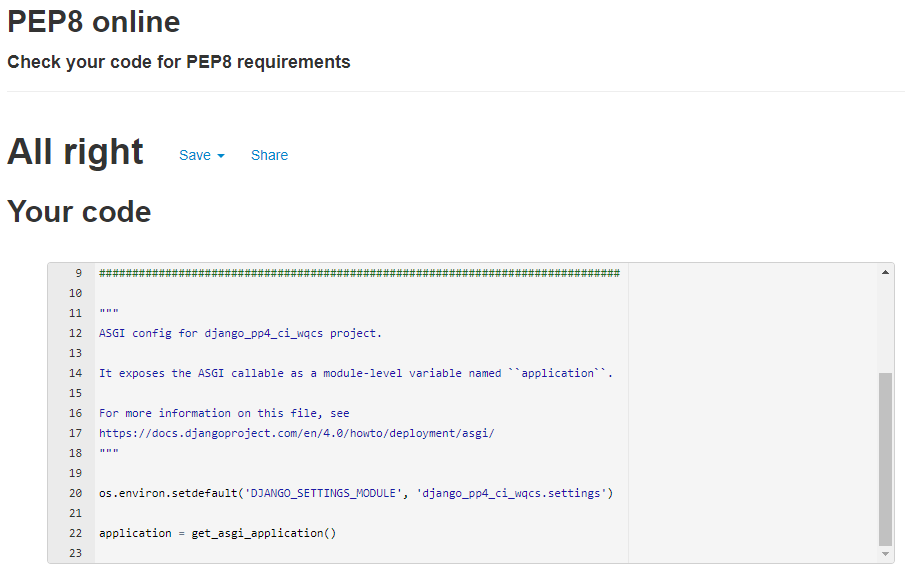 PEP8 online
Check your code for PEP8 requirements
All right Save Share
Your code
9 ###############################################################################
10
11 """
12 ASGI config for django_pp4_ci_wqcs project.
13
14 It exposes the ASGI callable as a module-level variable named ``application``.
15
16 For more information on this file, see
17 https://docs.djangoproject.com/en/4.0/howto/deployment/asgi/
18 """
19
20 os.environ.setdefault('DJANGO_SETTINGS_MODULE', 'django_pp4_ci_wqcs.settings')
21
22 application = get_asgi_application()
23